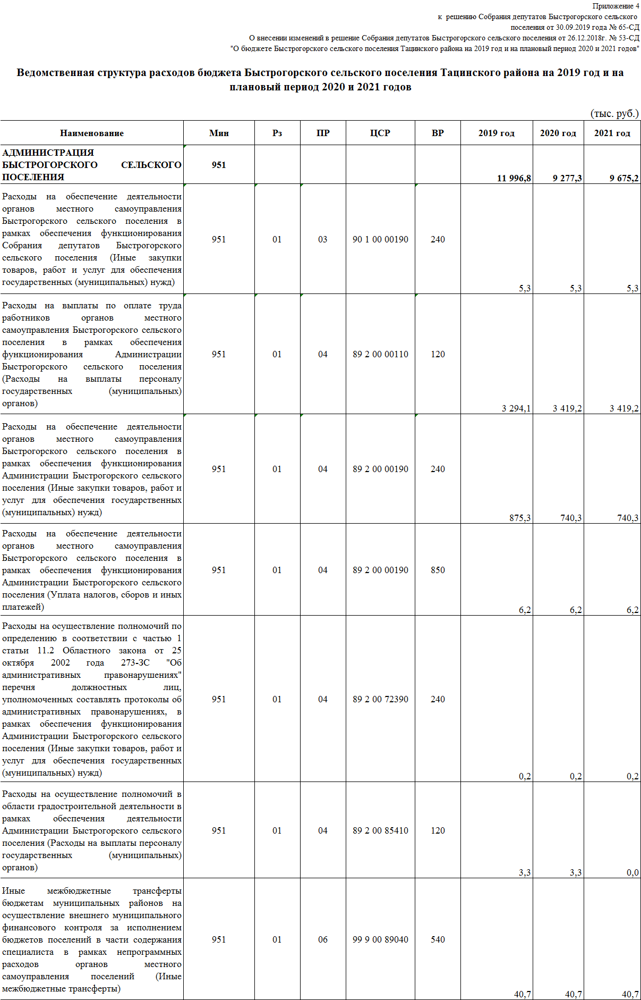 Приложение 4
к решению Собрания депутатов Быстрогорского сельского
поселения от 30.09.2019 года № 65-СД
О внесении изменений в решение Собрания депутатов Быстрогорского сельского поселения от 26.12.2018г. № 53-СД
"О бюджете Быстрогорского сельского поселения Тацинского района на 2019 год и на плановый период 2020 и 2021 годов"
Ведомственная структура расходов бюджета Быстрогорского сельского поселения Тацинского района на 2019 год и на
плановый период 2020 и 2021 годов
(тыс. руб.)
Наименование Мин Рз ПР ЦСР ВР 2019 год 2020 год 2021 год
АДМИНИСТРАЦИЯ
БЫСТРОГОРСКОГО СЕЛЬСКОГО
ПОСЕЛЕНИЯ
951
11 996,8 9 277,3 9 675,2
Расходы на обеспечение деятельности
органов местного самоуправления
Быстрогорского сельского поселения в
рамках обеспечения функционирования
Собрания депутатов Быстрогорского
сельского поселения (Иные закупки
товаров, работ и услуг для обеспечения
государственных (муниципальных) нужд)
951 01 03 90 1 00 00190 240
5,3 5,3 5,3
Расходы на выплаты по оплате труда
работников органов местного
самоуправления Быстрогорского сельского
поселения в рамках обеспечения
функционирования Администрации
Быстрогорского сельского поселения
(Расходы на выплаты персоналу
государственных (муниципальных)
органов)
951 01 04 89 2 00 00110 120
3 294,1 3 419,2 3 419,2
Расходы на обеспечение деятельности
органов местного самоуправления
Быстрогорского сельского поселения в
рамках обеспечения функционирования
Администрации Быстрогорского сельского
поселения (Иные закупки товаров, работ и
услуг для обеспечения государственных
(муниципальных) нужд)
951 01 04 89 2 00 00190 240
875,3 740,3 740,3
Расходы на обеспечение деятельности
органов местного самоуправления
Быстрогорского сельского поселения в
рамках обеспечения функционирования
Администрации Быстрогорского сельского
поселения (Уплата налогов, сборов и иных
платежей)
951 01 04 89 2 00 00190 850
6,2 6,2 6,2
Расходы на осуществление полномочий по
определению в соответствии с частью 1
статьи 11.2 Областного закона от 25
октября 2002 года 273-ЗС "Об
административных правонарушениях"
перечня должностных лиц,
уполномоченных составлять протоколы об
административных правонарушениях, в
рамках обеспечения функционирования
Администрации Быстрогорского сельского
поселения (Иные закупки товаров, работ и
услуг для обеспечения государственных
(муниципальных) нужд)
951 01 04 89 2 00 72390 240
0,2 0,2 0,2
Расходы на осуществление полномочий в
области градостроительной деятельности в
рамках обеспечения деятельности
Администрации Быстрогорского сельского
поселения (Расходы на выплаты персоналу
государственных (муниципальных)
органов)
951 01 04 89 2 00 85410 120
3,3 3,3 0,0
Иные межбюджетные трансферты
бюджетам муниципальных районов на
осуществление внешнего муниципального
финансового контроля за исполнением
бюджетов поселений в части содержания
специалиста в рамках непрограммных
расходов органов местного
самоуправления поселений (Иные
межбюджетные трансферты)
951 01 06 99 9 00 89040 540
40,7 40,7 40,7